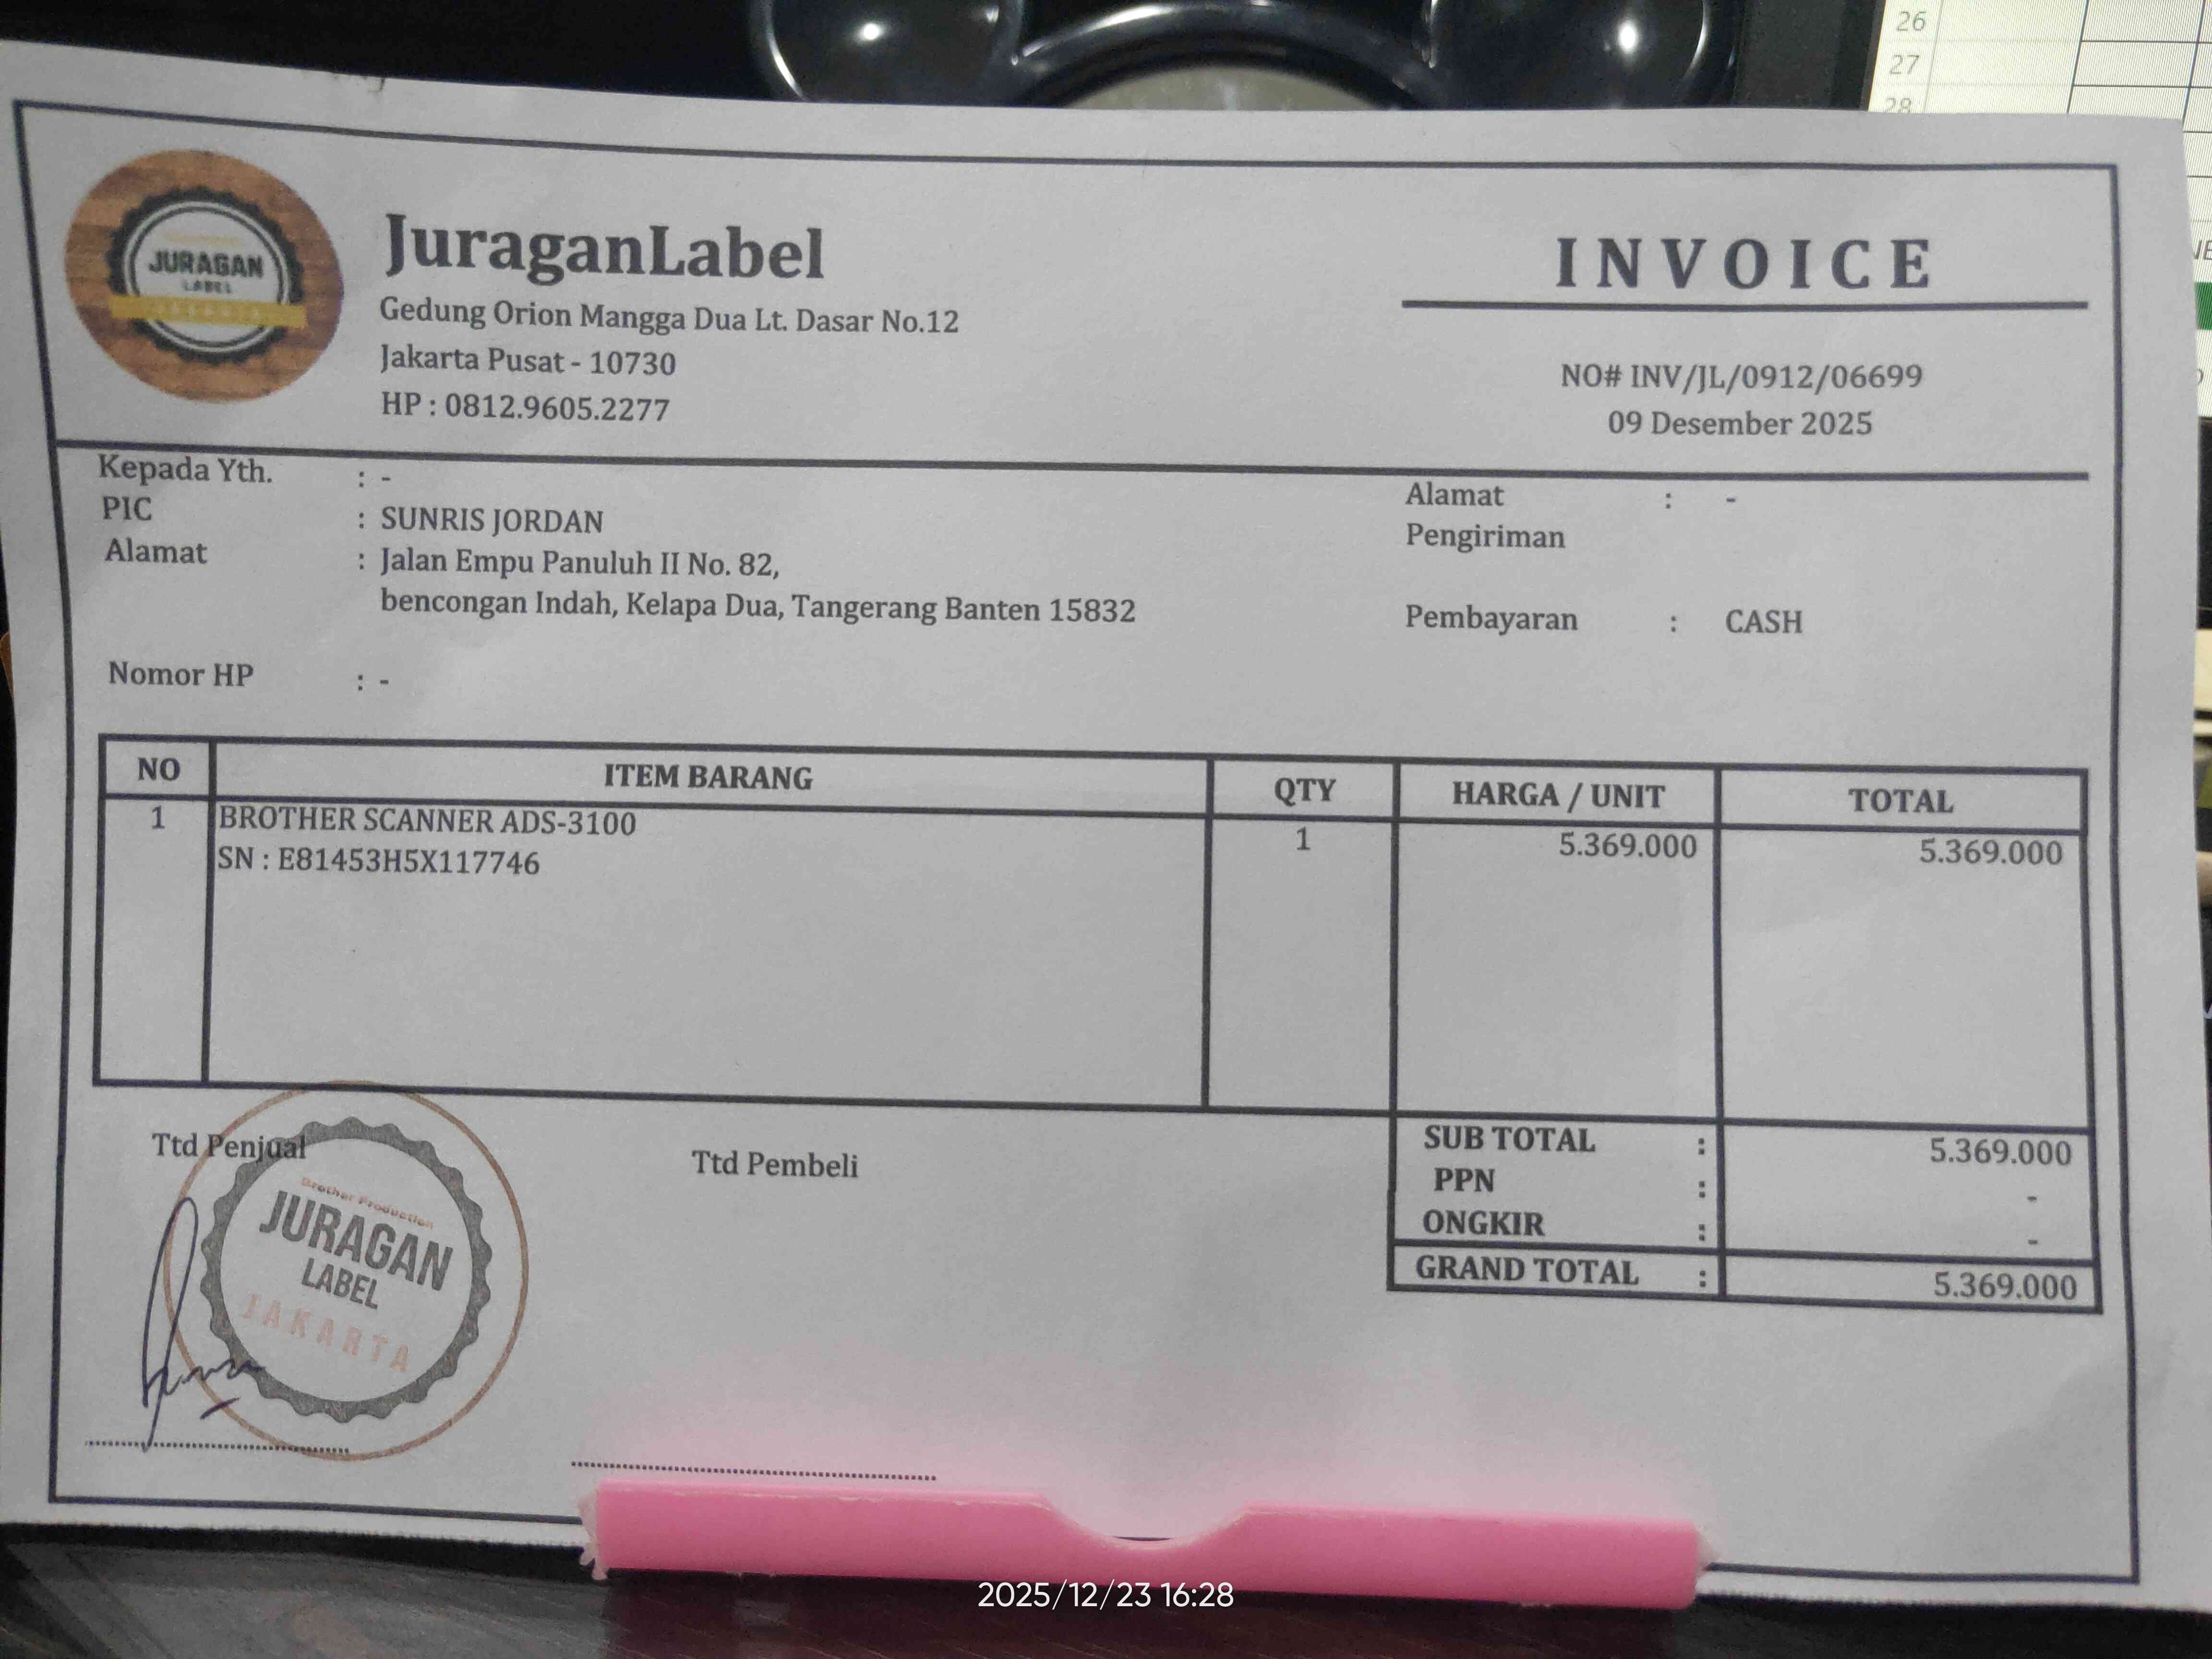 26
27
28
JURAGAN
LABEL
JuraganLabel
Gedung Orion Mangga Dua Lt. Dasar No.12
Jakarta Pusat - 10730
HP : 0812.9605.2277
INVOICE
NO# INV/JL/0912/06699
09 Desember 2025
Kepada Yth. : -
PIC : SUNRIS JORDAN
Alamat : Jalan Empu Panuluh II No. 82,
bencongan Indah, Kelapa Dua, Tangerang Banten 15832
Nomor HP : -
Alamat : -
Pengiriman
Pembayaran : CASH
NO ITEM BARANG QTY HARGA / UNIT TOTAL
1 BROTHER SCANNER ADS-3100 1 5.369.000 5.369.000
SN : E81453H5X117746
SUB TOTAL : 5.369.000
PPN : -
ONGKIR : -
GRAND TOTAL : 5.369.000
Ttd Penjual
Ttd Pembeli
Brother Production
JURAGAN
LABEL
JAKARTA
2025/12/23 16:28